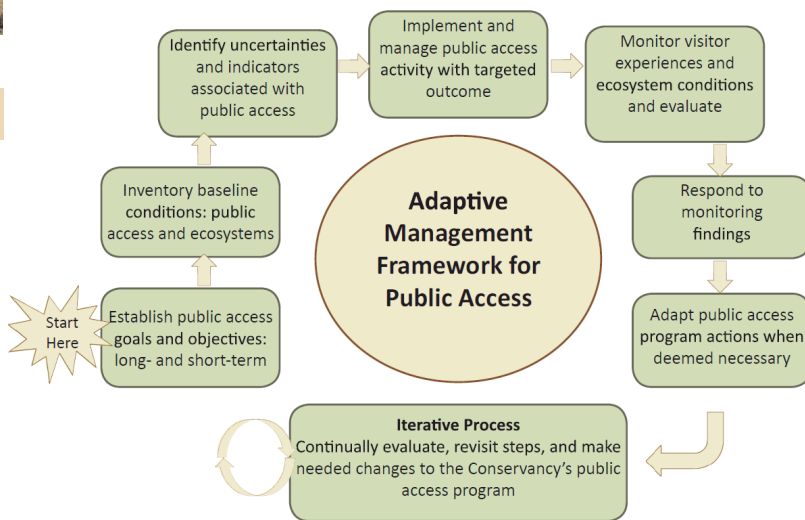 Start
Here
Establish public access
goals and objectives:
long- and short-term
Inventory baseline
conditions: public
access and ecosystems
Identify uncertainties
and indicators
associated with
public access
Implement and
manage public access
activity with targeted
outcome
Monitor visitor
experiences and
ecosystem conditions
and evaluate
Respond to
monitoring
findings
Adapt public access
program actions when
deemed necessary
Iterative Process
Continually evaluate, revisit steps, and make
needed changes to the Conservancy's public
access program
Adaptive
Management
Framework for
Public Access